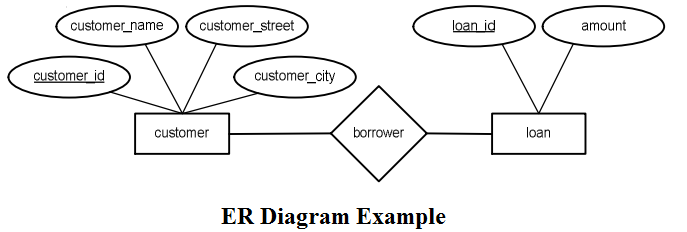 customer_name
customer_street
loan_id
amount
customer_id
customer_city
customer
borrower
loan
ER Diagram Example